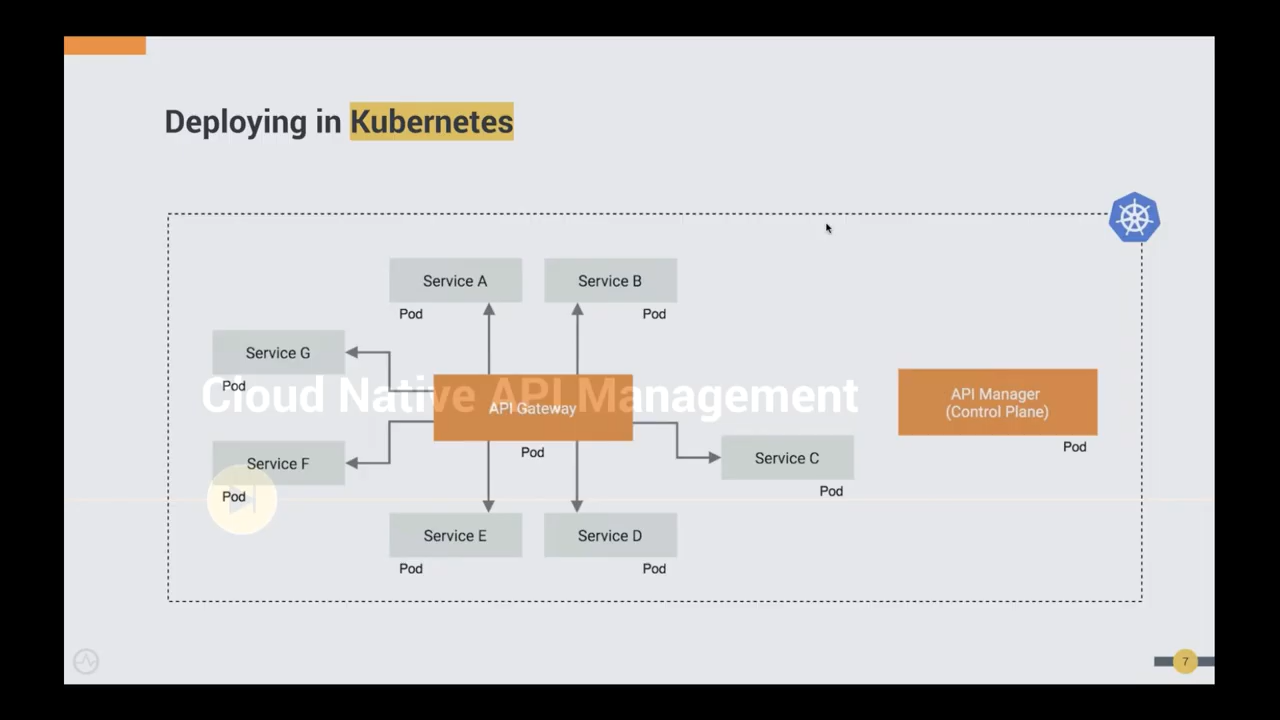 Deploying in Kubernetes
Service A
Service B
Pod
Pod
Service G
Pod
Cloud Native API Management
API Gateway
Pod
API Manager
(Control Plane)
Pod
Service F
Pod
Service C
Pod
Service E
Service D
Pod
Pod
7